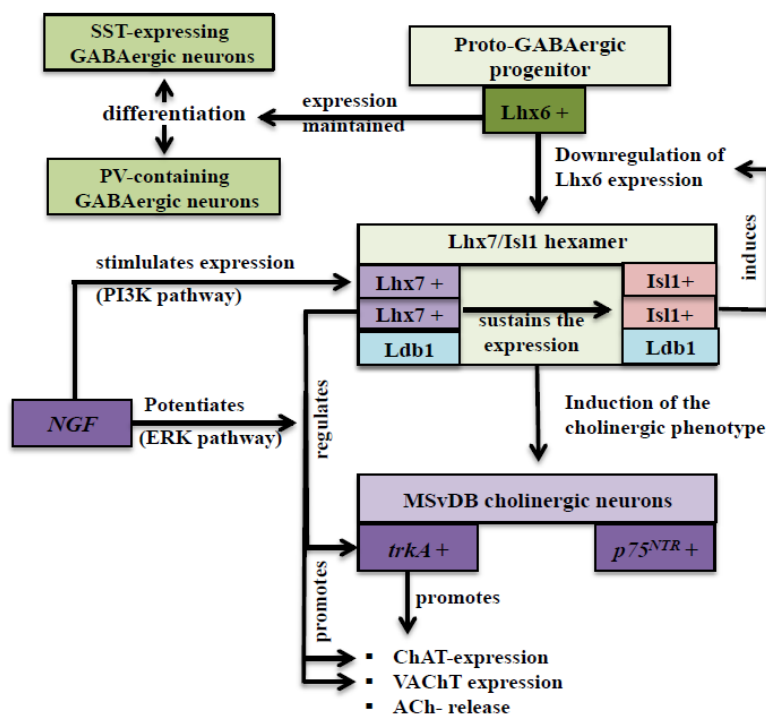 SST-expressing
GABAergic neurons
differentiation
PV-containing
GABAergic neurons
expression
maintained
Proto-GABAergic
progenitor
Lhx6 +
Downregulation of
Lhx6 expression
induces
Lhx7/Isl1 hexamer
Lhx7 +
Lhx7 +
Ldb1
sustains the
expression
Isl1+
Isl1+
Ldb1
stimlulates expression
(PI3K pathway)
NGF
Potentiates
(ERK pathway)
regulates
Induction of the
cholinergic phenotype
MSvDB cholinergic neurons
trkA +
p75NTR +
promotes
promotes
▪ ChAT-expression
▪ VAChT expression
▪ ACh- release